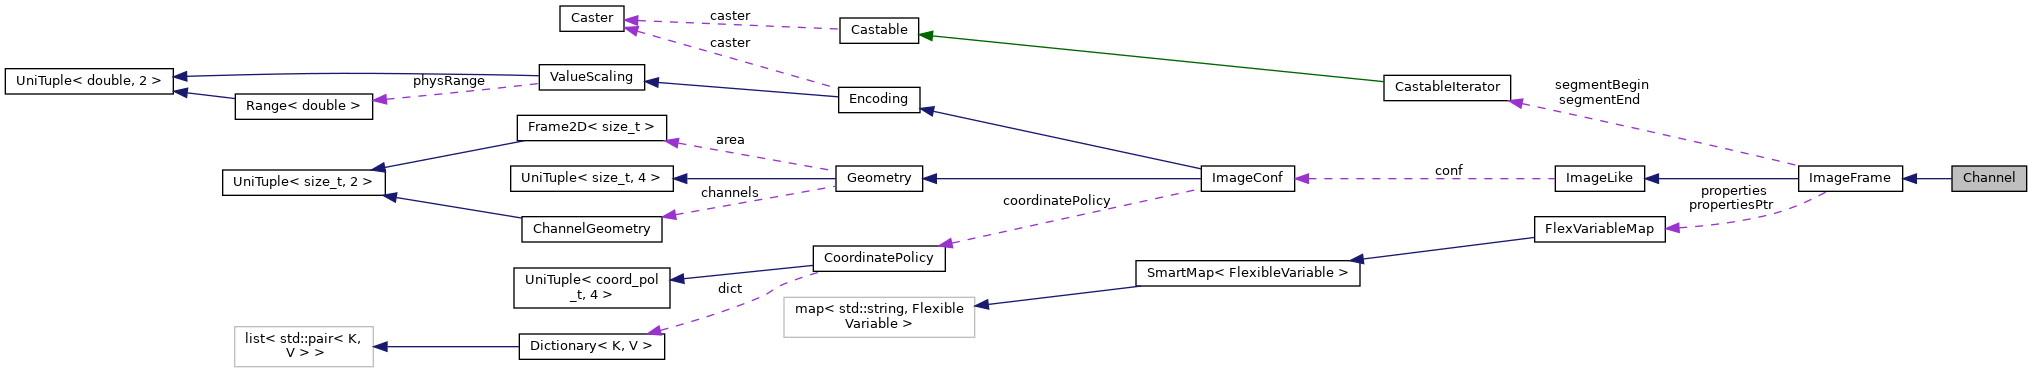 Caster
caster
Castable
caster
UniTuple< double, 2 >
ValueScaling
physRange
Range< double >
Encoding
CastableIterator
segmentBegin
segmentEnd
Frame2D< size_t >
area
UniTuple< size_t, 2 >
UniTuple< size_t, 4 >
Geometry
channels
ChannelGeometry
ImageConf
conf
ImageLike
ImageFrame
Channel
properties
propertiesPtr
coordinatePolicy
FlexVariableMap
CoordinatePolicy
SmartMap< FlexibleVariable >
UniTuple< coord_pol
_t, 4 >
dict
map< std::string, Flexible
Variable >
list< std::pair< K,
V > >
Dictionary< K, V >